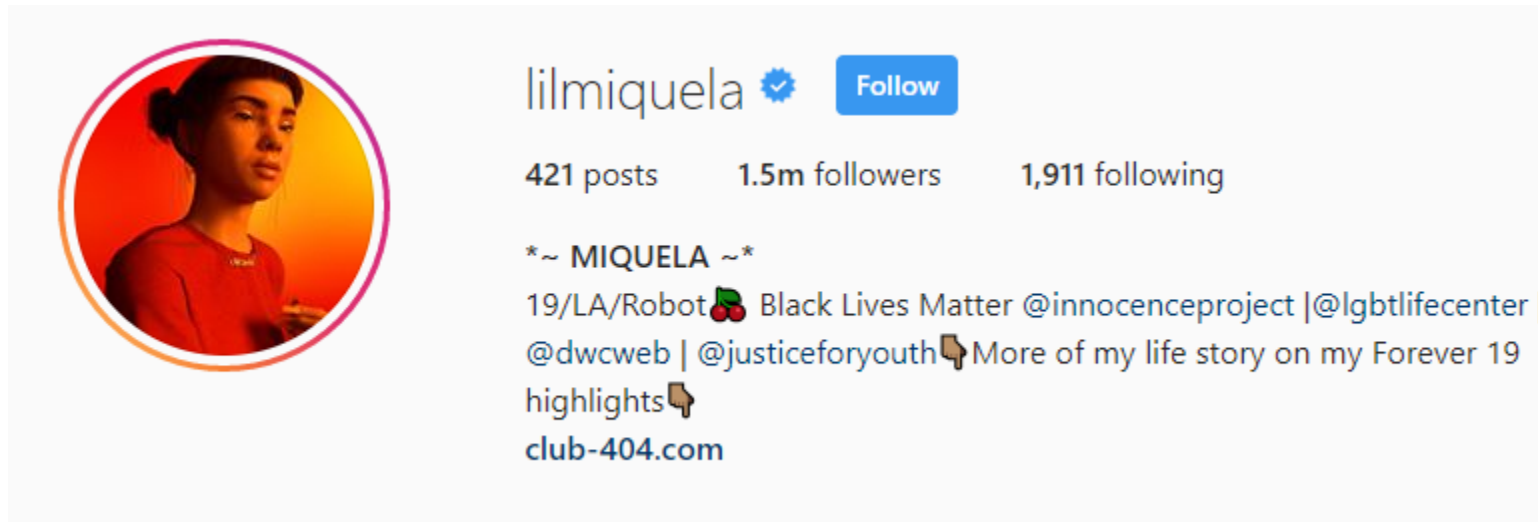 lilmiquela Follow
421 posts 1.5m followers 1,911 following
*~ MIQUELA ~*
19/LA/Robot🍒 Black Lives Matter @innocenceproject |@lgbtlifecenter
@dwcweb | @justiceforyouth👇🏾More of my life story on my Forever 19
highlights👇🏾
club-404.com